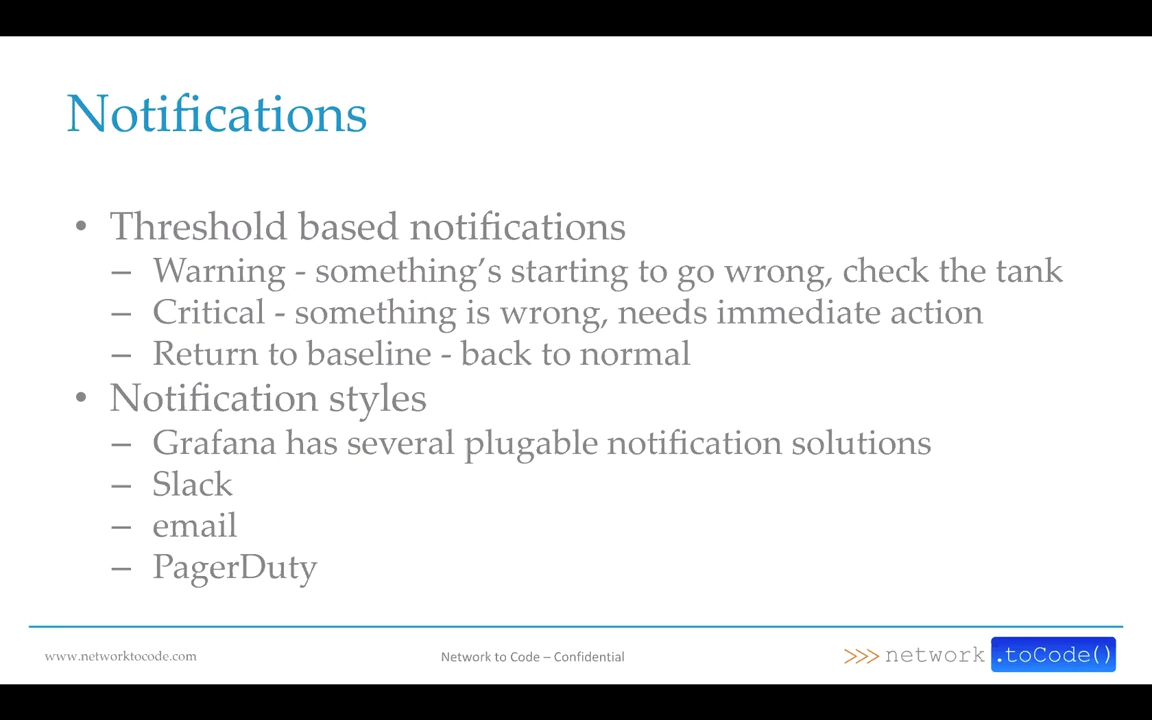 Notifications
• Threshold based notifications
– Warning - something’s starting to go wrong, check the tank
– Critical - something is wrong, needs immediate action
– Return to baseline - back to normal
• Notification styles
– Grafana has several plugable notification solutions
– Slack
– email
– PagerDuty
www.networktocode.com
Network to Code – Confidential
>>> network .toCode()